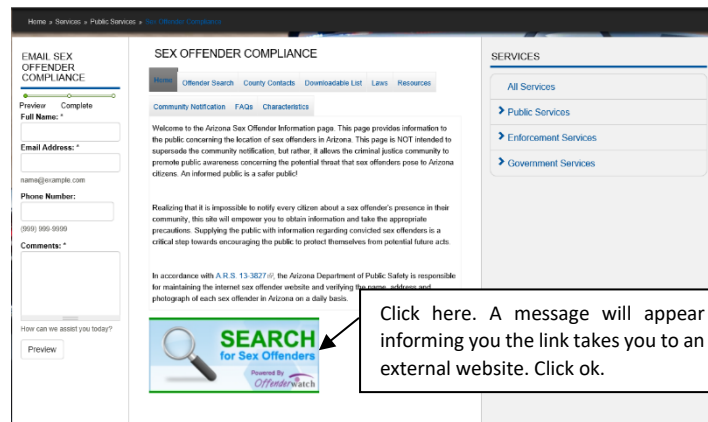 Home » Services » Public Services » Sex Offender Compliance
EMAIL SEX
OFFENDER
COMPLIANCE
Preview Complete
Full Name: *
Email Address: *
name@example.com
Phone Number:
(999) 999-9999
Comments: *
How can we assist you today?
Preview
SEX OFFENDER COMPLIANCE
Home Offender Search County Contacts Downloadable List Laws Resources
Community Notification FAQs Characteristics
Welcome to the Arizona Sex Offender Information page. This page provides information to
the public concerning the location of sex offenders in Arizona. This page is NOT intended to
supersede the community notification, but rather, it allows the criminal justice community to
promote public awareness concerning the potential threat that sex offenders pose to Arizona
citizens. An informed public is a safer public!
Realizing that it is impossible to notify every citizen about a sex offender's presence in their
community, this site will empower you to obtain information and take the appropriate
precautions. Supplying the public with information regarding convicted sex offenders is a
critical step towards encouraging the public to protect themselves from potential future acts.
In accordance with A.R.S. 13-3827, the Arizona Department of Public Safety is responsible
for maintaining the internet sex offender website and verifying the name, address and
photograph of each sex offender in Arizona on a daily basis.
SEARCH
for Sex Offenders
Powered By
Offenderwatch
SERVICES
All Services
Public Services
Enforcement Services
Government Services
Click here. A message will appear
informing you the link takes you to an
external website. Click ok.